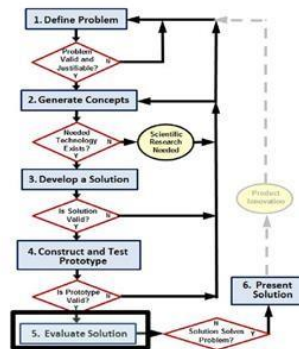 1. Define Problem
Problem
Valid and
Justifiable?
N
Y
2. Generate Concepts
Needed
Technology
Exists?
N
Y
Scientific
Research
Needed
3. Develop a Solution
Is Solution
Valid?
N
Y
4. Construct and Test
Prototype
Is Prototype
Valid?
N
Y
5. Evaluate Solution
N
Solution Solves
Problem?
Y
6. Present
Solution
Product
Innovation